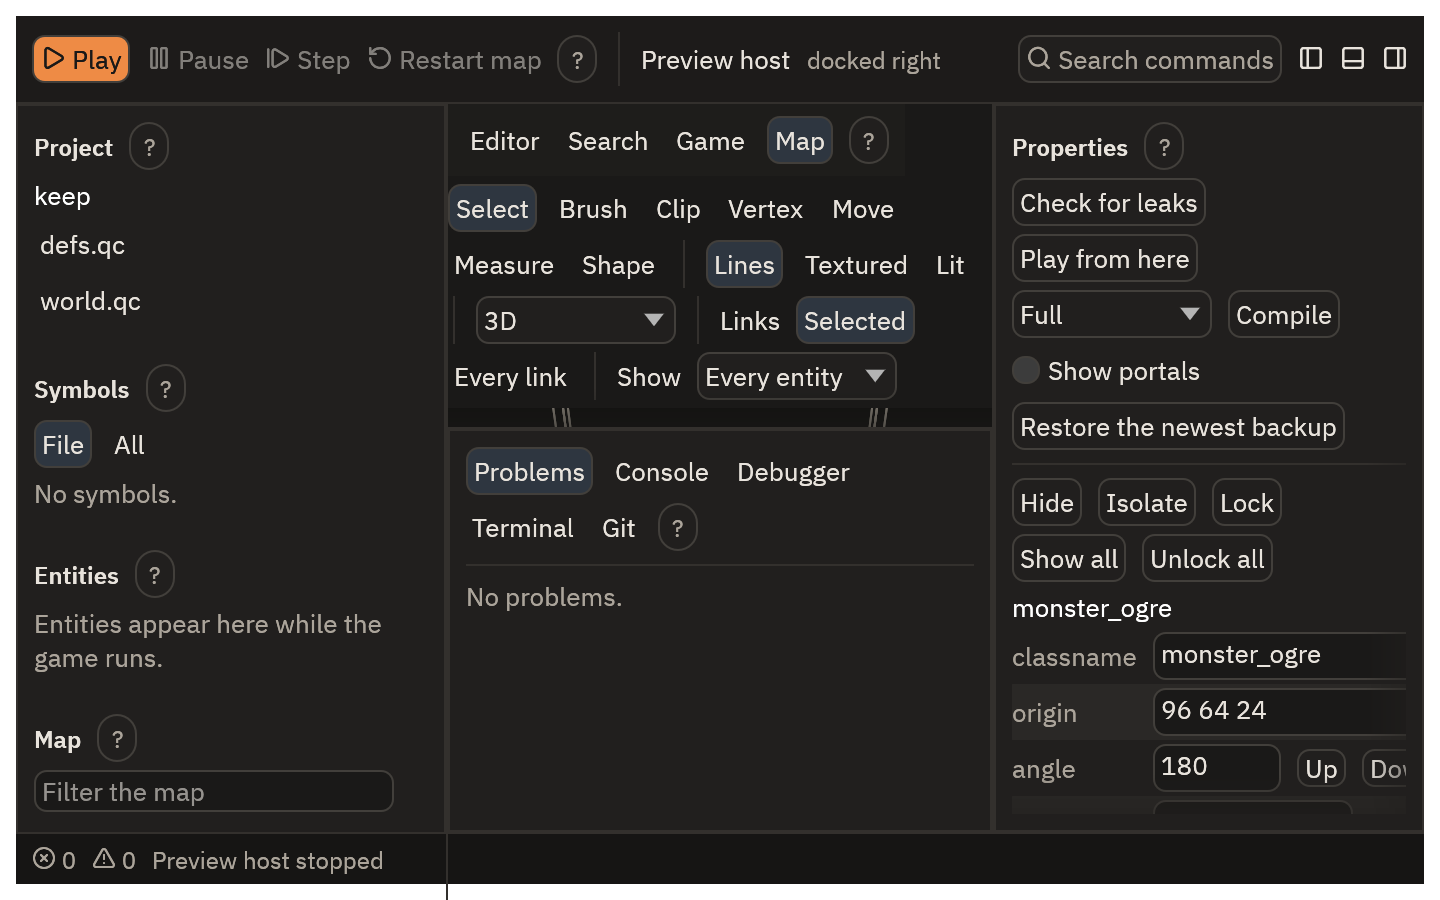 Play Pause Step Restart map ? Preview host docked right Search commands
Project ?
keep
defs.qc
world.qc
Symbols ?
File All
No symbols.
Entities ?
Entities appear here while the
game runs.
Map ?
Filter the map
Editor Search Game Map ?
Select Brush Clip Vertex Move
Measure Shape Lines Textured Lit
3D Links Selected
Every link Show Every entity
Problems Console Debugger
Terminal Git ?
No problems.
Properties ?
Check for leaks
Play from here
Full Compile
Show portals
Restore the newest backup
Hide Isolate Lock
Show all Unlock all
monster_ogre
classname monster_ogre
origin 96 64 24
angle 180 Up
0 0 Preview host stopped